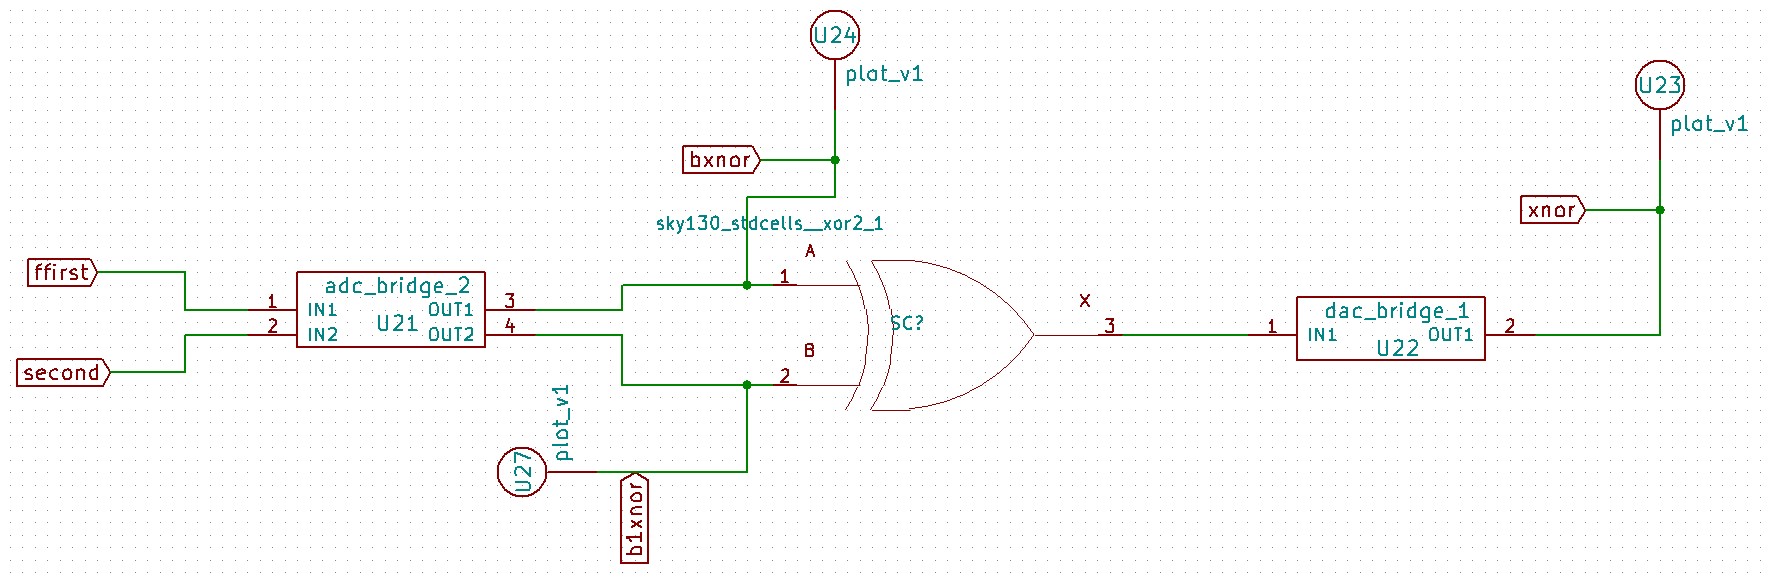 U24
plot_v1
U23
plot_v1
bxnor
xnor
sky130_stdcells__xor2_1
A
1
ffirst
adc_bridge_2
1
IN1
OUT1
3
U21
2
IN2
OUT2
4
second
SC?
B
2
X
3
dac_bridge_1
1
IN1
OUT1
2
U22
plot_v1
U27
b1xnor